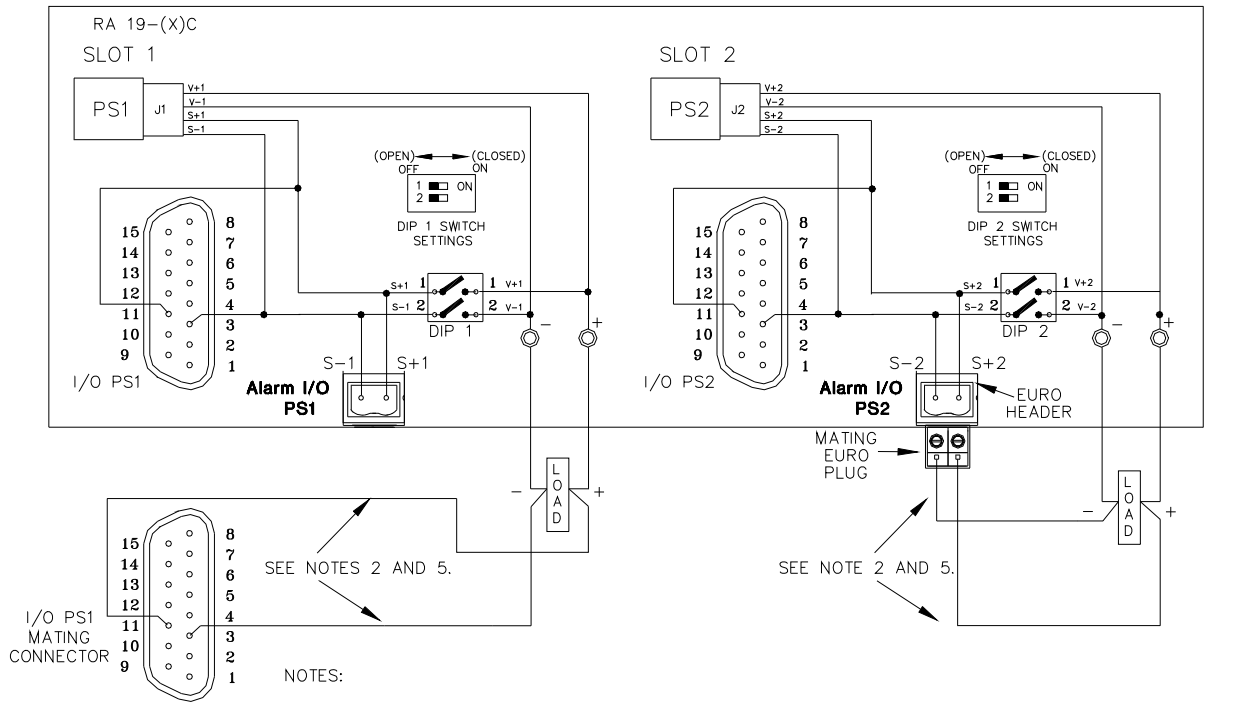 RA 19-(X)C
SLOT 1
PS1
J1
V+1
V-1
S+1
S-1
(OPEN) (CLOSED)
OFF ON
1 ON
2
DIP 1 SWITCH
SETTINGS
15
14
13
12
11
10
9
8
7
6
5
4
3
2
1
I/O PS1
S+1 1 1 V+1
S-1 2 2 V-1
DIP 1
- +
S-1 S+1
Alarm I/O
PS1
SLOT 2
PS2
J2
V+2
V-2
S+2
S-2
(OPEN) (CLOSED)
OFF ON
1 ON
2
DIP 2 SWITCH
SETTINGS
15
14
13
12
11
10
9
8
7
6
5
4
3
2
1
I/O PS2
S+2 1 1 V+2
S-2 2 2 V-2
DIP 2
- +
S-2 S+2
Alarm I/O
PS2
EURO
HEADER
MATING
EURO
PLUG
- LOAD +
SEE NOTES 2 AND 5.
- LOAD +
SEE NOTE 2 AND 5.
15
14
13
12
11
10
9
8
7
6
5
4
3
2
1
I/O PS1
MATING
CONNECTOR
NOTES: